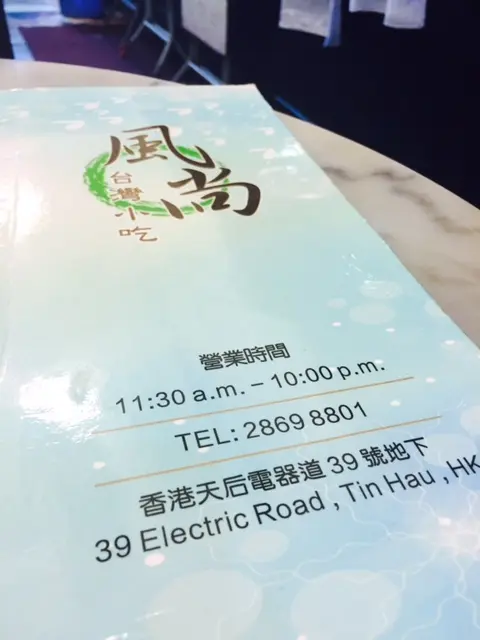 風尚
台灣小吃
營業時間
11:30 a.m. – 10:00 p.m.
TEL: 2869 8801
香港天后電器道 39 號地下
39 Electric Road , Tin Hau , HK